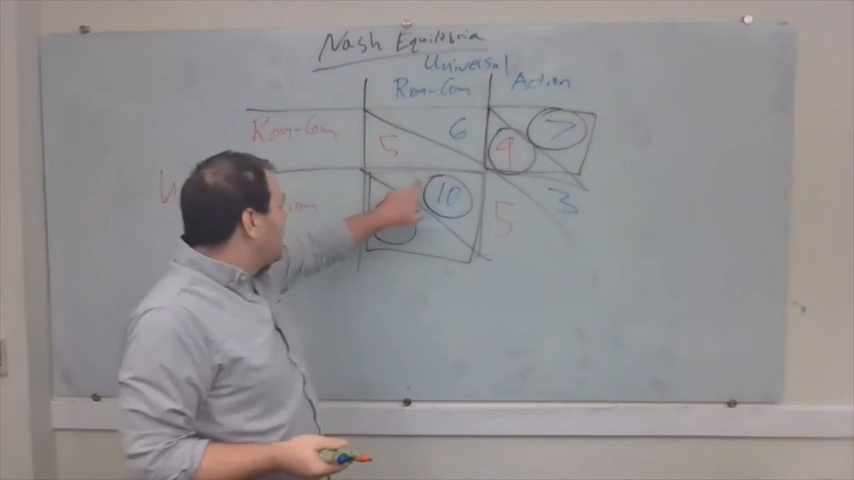 Nash Equilibria
Universal
Rom-Com Action
Rom-Com 5 6 9 7
10 5 3